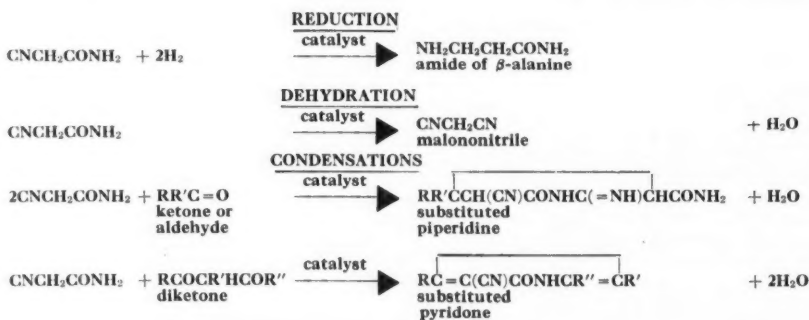 REDUCTION
CNCH₂CONH₂ + 2H₂ catalyst NH₂CH₂CH₂CONH₂
amide of β-alanine
DEHYDRATION
CNCH₂CONH₂ catalyst CNCH₂CN + H₂O
malononitrile
CONDENSATIONS
2CNCH₂CONH₂ + RR'C=O catalyst RR'CCH(CN)CONHC(=NH)CHCONH₂ + H₂O
ketone or substituted
aldehyde piperidine
CNCH₂CONH₂ + RCOCR'HCOR'' catalyst RC=C(CN)CONHCR''=CR' + 2H₂O
diketone substituted
pyridone